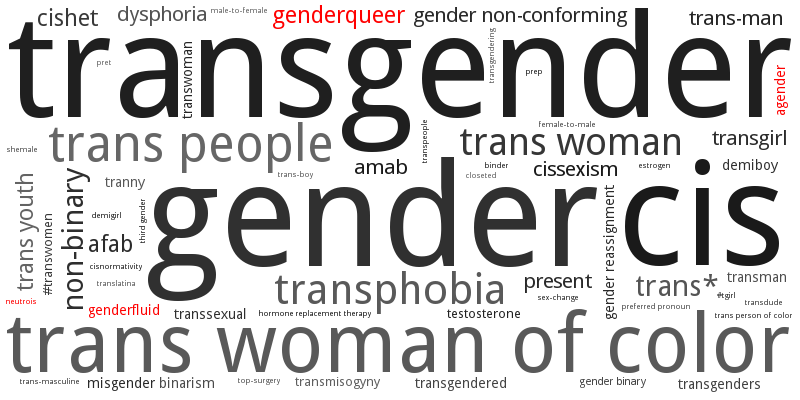 cishet
dysphoria
male-to-female
genderqueer
gender non-conforming
trans-man
transgender
pret
transwoman
transgendering
prep
agender
shemale
trans people
transpeople
female-to-male
trans woman
transgirl
trans-boy
amab
closeted
binder
cissexism
estrogen
demiboy
trans youth
#transwomen
non-binary
tranny
demigirl
third gender
afab
gender
gender reassignment
cis
cisnormativity
translatina
transphobia
present
sex-change
trans*
transman
neutrois
genderfluid
transsexual
hormone replacement therapy
testosterone
preferred pronoun
#tgirl
transdude
trans person of color
trans woman of color
trans-masculine
misgender
binarism
top-surgery
transmisogyny
transgendered
gender binary
transgenders